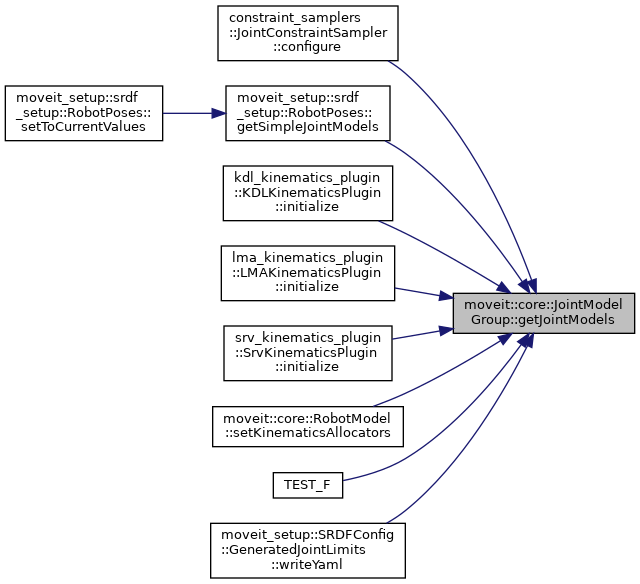 constraint_samplers
::JointConstraintSampler
::configure
moveit_setup::srdf
_setup::RobotPoses::
setToCurrentValues
moveit_setup::srdf
_setup::RobotPoses::
getSimpleJointModels
kdl_kinematics_plugin
::KDLKinematicsPlugin
::initialize
lma_kinematics_plugin
::LMAKinematicsPlugin
::initialize
moveit::core::JointModel
Group::getJointModels
srv_kinematics_plugin
::SrvKinematicsPlugin
::initialize
moveit::core::RobotModel
::setKinematicsAllocators
TEST_F
moveit_setup::SRDFConfig
::GeneratedJointLimits
::writeYaml